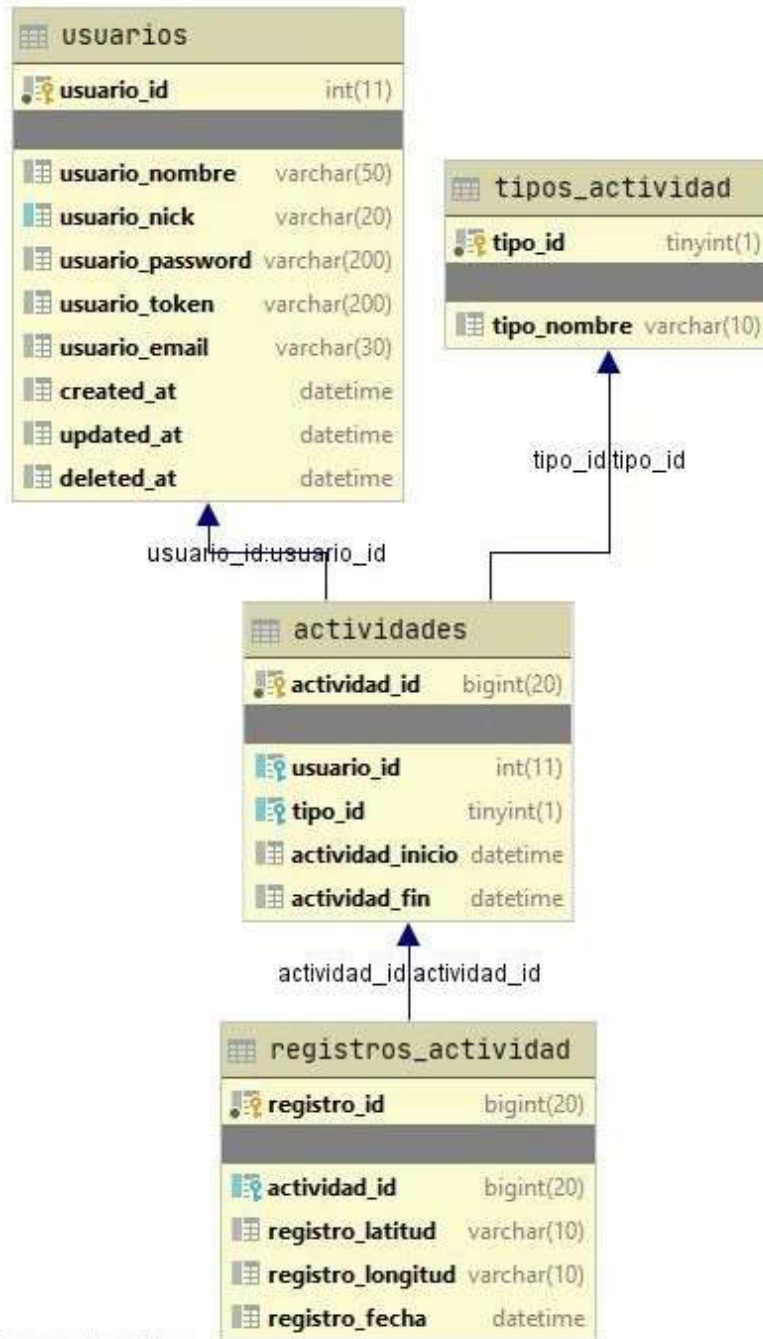 usuarios
usuario_id int(11)
usuario_nombre varchar(50)
usuario_nick varchar(20)
usuario_password varchar(200)
usuario_token varchar(200)
usuario_email varchar(30)
created_at datetime
updated_at datetime
deleted_at datetime
tipos_actividad
tipo_id tinyint(1)
tipo_nombre varchar(10)
tipo_id:tipo_id
usuario_id:usuario_id
actividades
actividad_id bigint(20)
usuario_id int(11)
tipo_id tinyint(1)
actividad_inicio datetime
actividad_fin datetime
actividad_id:actividad_id
registros_actividad
registro_id bigint(20)
actividad_id bigint(20)
registro_latitud varchar(10)
registro_longitud varchar(10)
registro_fecha datetime